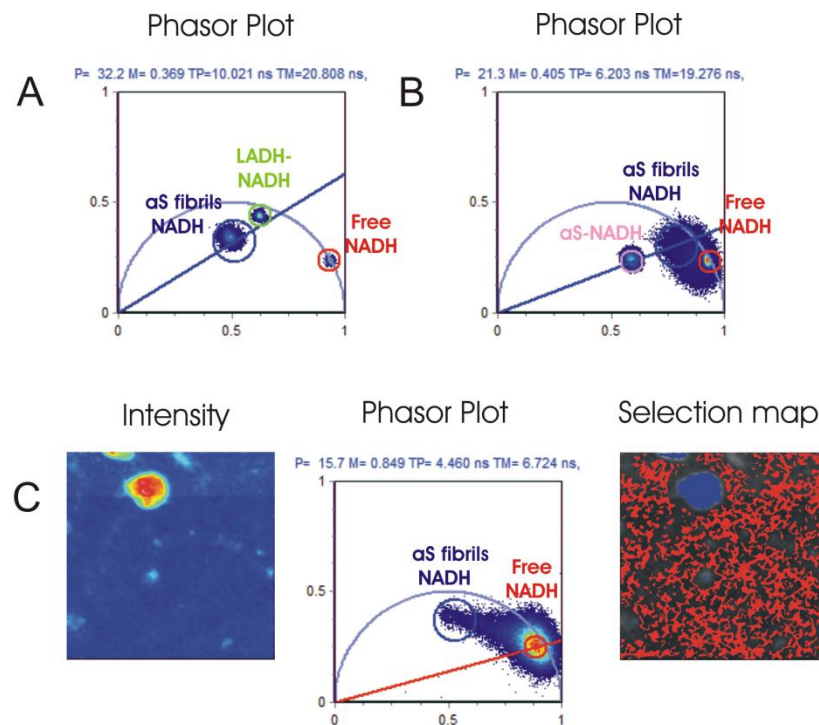 Phasor Plot
Phasor Plot
P= 32.2 M= 0.369 TP=10.021 ns TM=20.808 ns,
P= 21.3 M= 0.405 TP= 6.203 ns TM=19.276 ns,
A
1
LADH-
NADH
0.5
aS fibrils
NADH
Free
NADH
0
0
0.5
1
B
1
aS fibrils
NADH
0.5
aS-NADH
Free
NADH
0
0
0.5
1
Intensity
Phasor Plot
Selection map
P= 15.7 M= 0.849 TP= 4.460 ns TM= 6.724 ns,
C
1
aS fibrils
NADH
Free
NADH
0.5
0
0
0.5
1